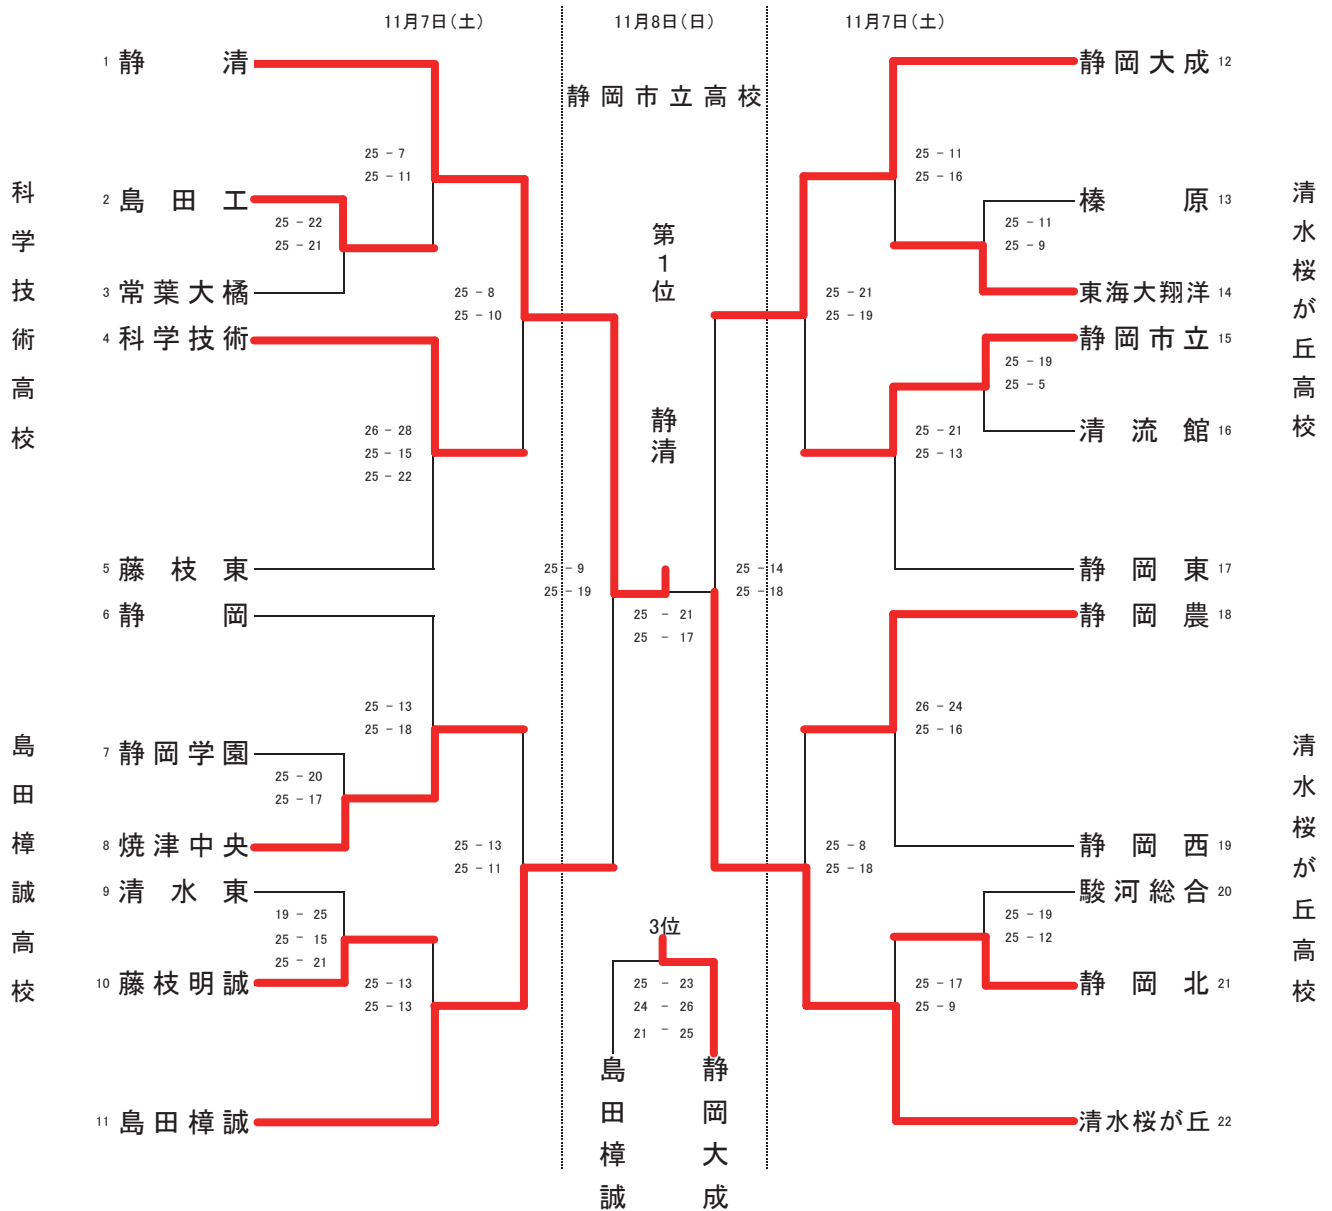 11月7日(土)
11月8日(日)
11月7日(土)
静岡市立高校
科学技術高校
島田樟誠高校
1 静清
25 - 7
25 - 11
2 島田工
25 - 22
25 - 21
3 常葉大橘
25 - 8
25 - 10
4 科学技術
26 - 28
25 - 15
25 - 22
5 藤枝東
25 - 9
25 - 19
6 静岡
25 - 13
25 - 18
7 静岡学園
25 - 20
25 - 17
8 焼津中央
25 - 13
25 - 11
9 清水東
19 - 25
25 - 15
25 - 21
10 藤枝明誠
25 - 13
25 - 13
11 島田樟誠
第1位
静清
25 - 21
25 - 17
3位
25 - 23
24 - 26
21 - 25
島田樟誠
静岡大成
静岡大成 12
25 - 11
25 - 16
榛原 13
25 - 11
25 - 9
東海大翔洋 14
25 - 21
25 - 19
静岡市立 15
25 - 19
25 - 5
清流館 16
25 - 21
25 - 13
静岡東 17
25 - 14
25 - 18
静岡農 18
26 - 24
25 - 16
静岡西 19
25 - 8
25 - 18
駿河総合 20
25 - 19
25 - 12
静岡北 21
25 - 17
25 - 9
清水桜が丘 22
清水桜が丘高校
清水桜が丘高校